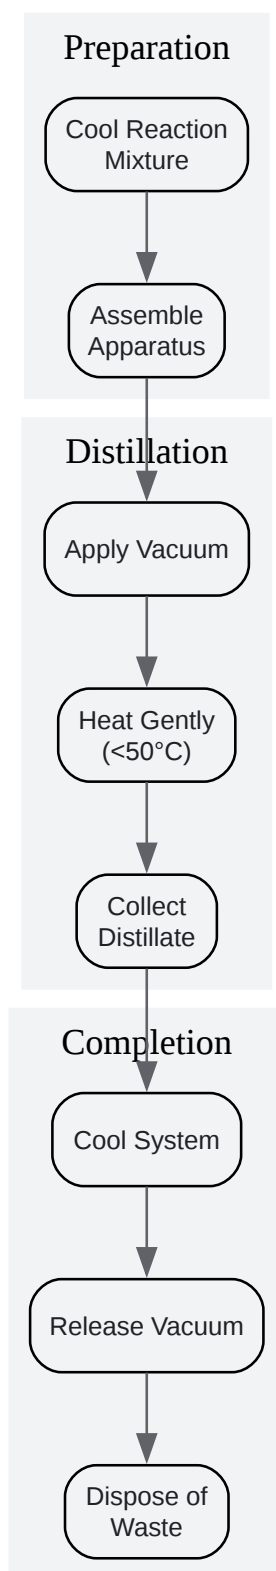 Preparation
Cool Reaction
Mixture
Assemble
Apparatus
Distillation
Apply Vacuum
Heat Gently
(<50°C)
Collect
Distillate
Completion
Cool System
Release Vacuum
Dispose of
Waste